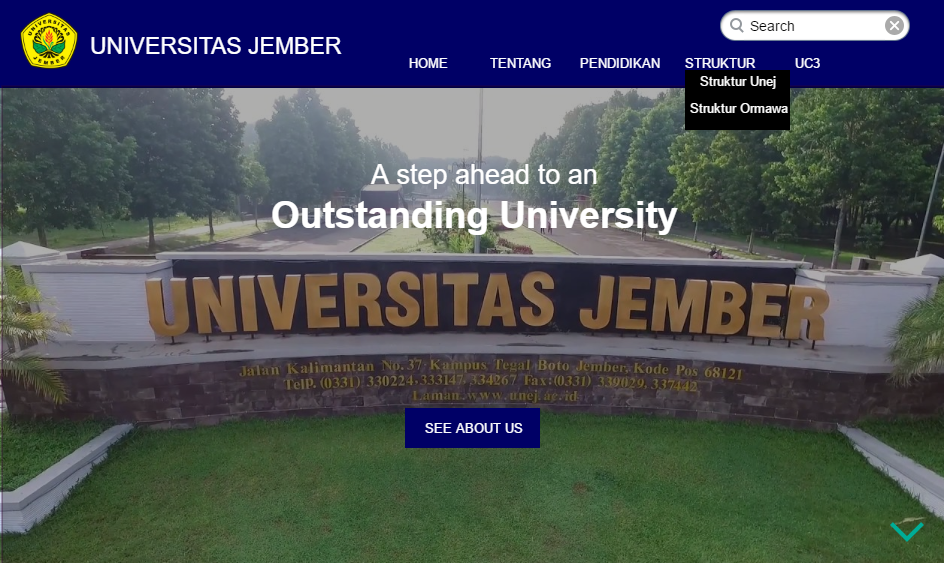 UNIVERSITAS
JEMBER
UNIVERSITAS JEMBER
Search
HOME
TENTANG
PENDIDIKAN
STRUKTUR
UC3
Struktur Unej
Struktur Ormawa
A step ahead to an
Outstanding University
UNIVERSITAS JEMBER
Jalan Kalimantan No. 37, Kampus Tegal Boto Jember, Kode Pos 68121
Telp. (0331) 330224, 333147, 334267 Fax: (0331) 339029, 337442
Laman. www.unej.ac.id
SEE ABOUT US